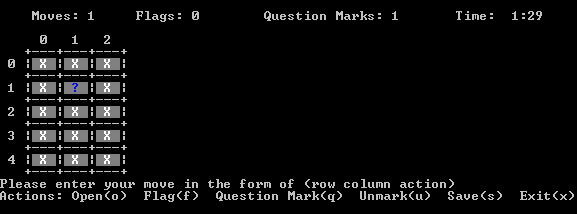 Moves: 1 Flags: 0 Question Marks: 1 Time: 1:29
0 1 2
+---+---+---+
0 ¦ X ¦ X ¦ X ¦
+---+---+---+
1 ¦ X ¦ ? ¦ X ¦
+---+---+---+
2 ¦ X ¦ X ¦ X ¦
+---+---+---+
3 ¦ X ¦ X ¦ X ¦
+---+---+---+
4 ¦ X ¦ X ¦ X ¦
+---+---+---+
Please enter your move in the form of (row column action)
Actions: Open(o) Flag(f) Question Mark(q) Unmark(u) Save(s) Exit(x)